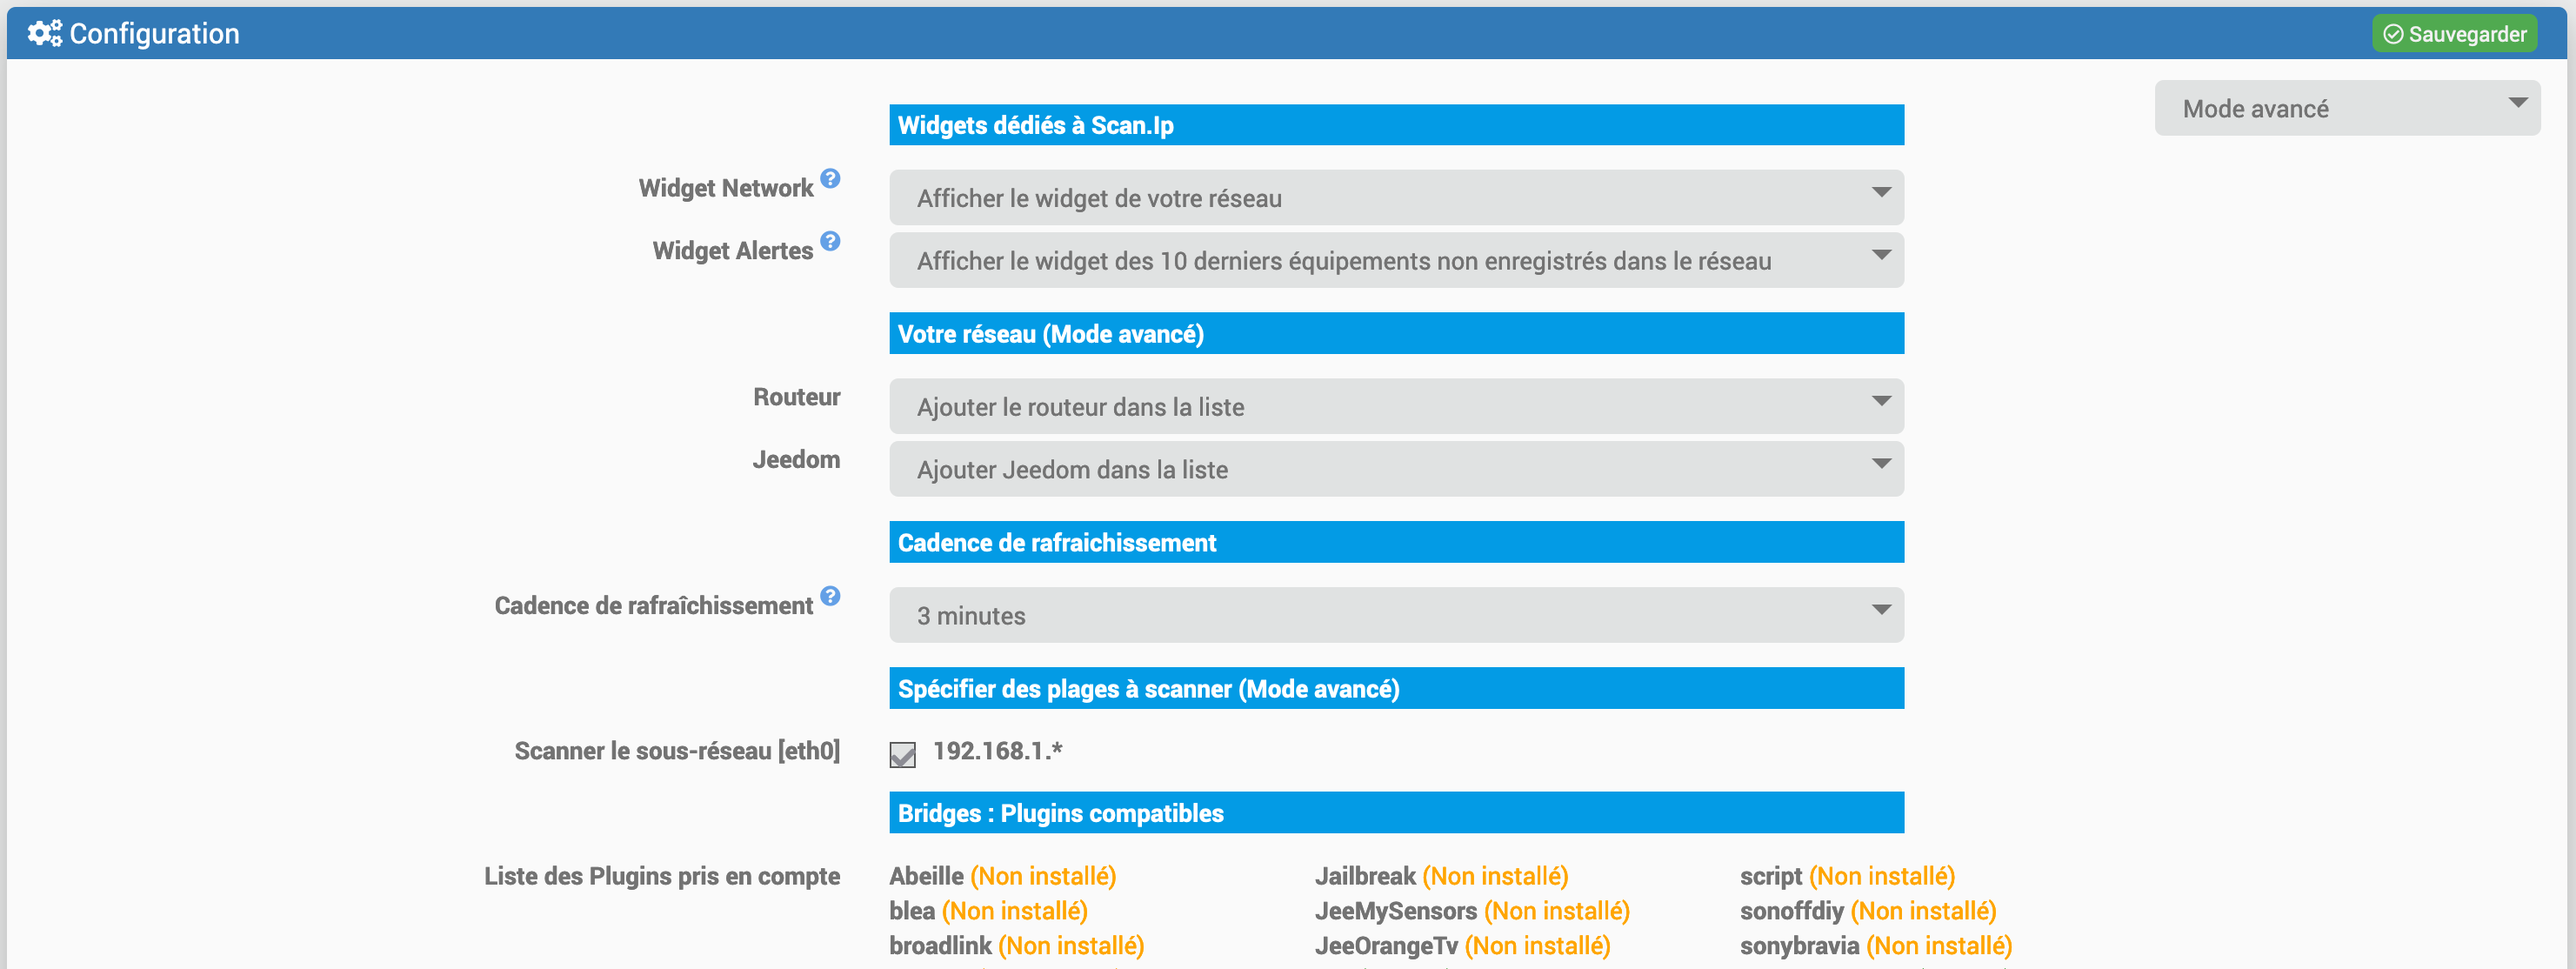 Configuration
Sauvegarder
Mode avancé
Widgets dédiés à Scan.Ip
Widget Network ?
Afficher le widget de votre réseau
Widget Alertes ?
Afficher le widget des 10 derniers équipements non enregistrés dans le réseau
Votre réseau (Mode avancé)
Routeur
Ajouter le routeur dans la liste
Jeedom
Ajouter Jeedom dans la liste
Cadence de rafraichissement
Cadence de rafraîchissement ?
3 minutes
Spécifier des plages à scanner (Mode avancé)
Scanner le sous-réseau [eth0]
192.168.1.*
Bridges : Plugins compatibles
Liste des Plugins pris en compte
Abeille (Non installé)
Jailbreak (Non installé)
script (Non installé)
blea (Non installé)
JeeMySensors (Non installé)
sonoffdiy (Non installé)
broadlink (Non installé)
JeeOrangeTv (Non installé)
sonybravia (Non installé)